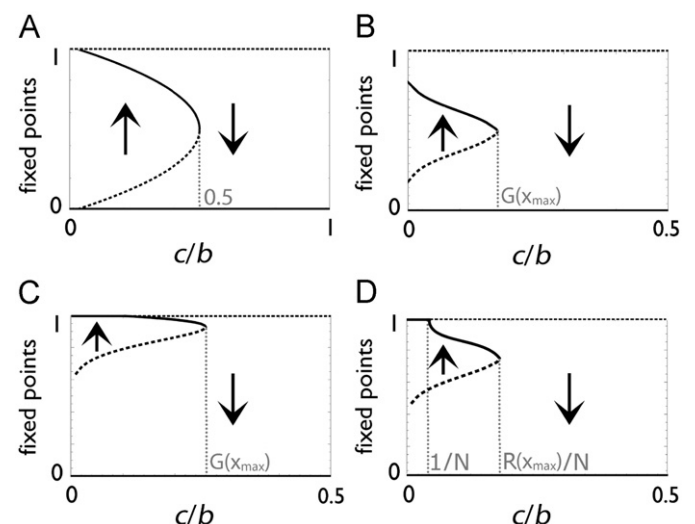 A
1
fixed points
0
0.5
0
1
c/b
B
1
fixed points
0
G(xmax)
0
0.5
c/b
C
1
fixed points
0
G(xmax)
0
0.5
c/b
D
1
fixed points
0
1/N
R(xmax)/N
0
0.5
c/b